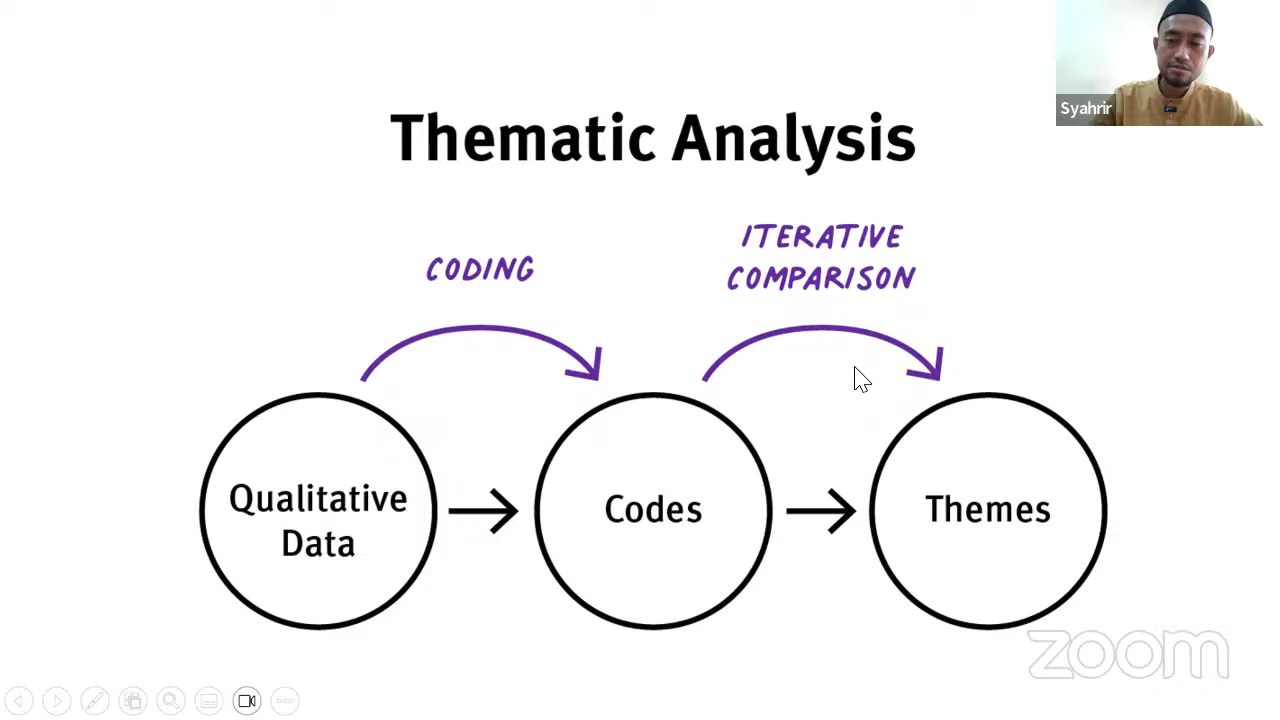 Syahrir
Thematic Analysis
CODING
ITERATIVE
COMPARISON
Qualitative
Data
Codes
Themes
zoom